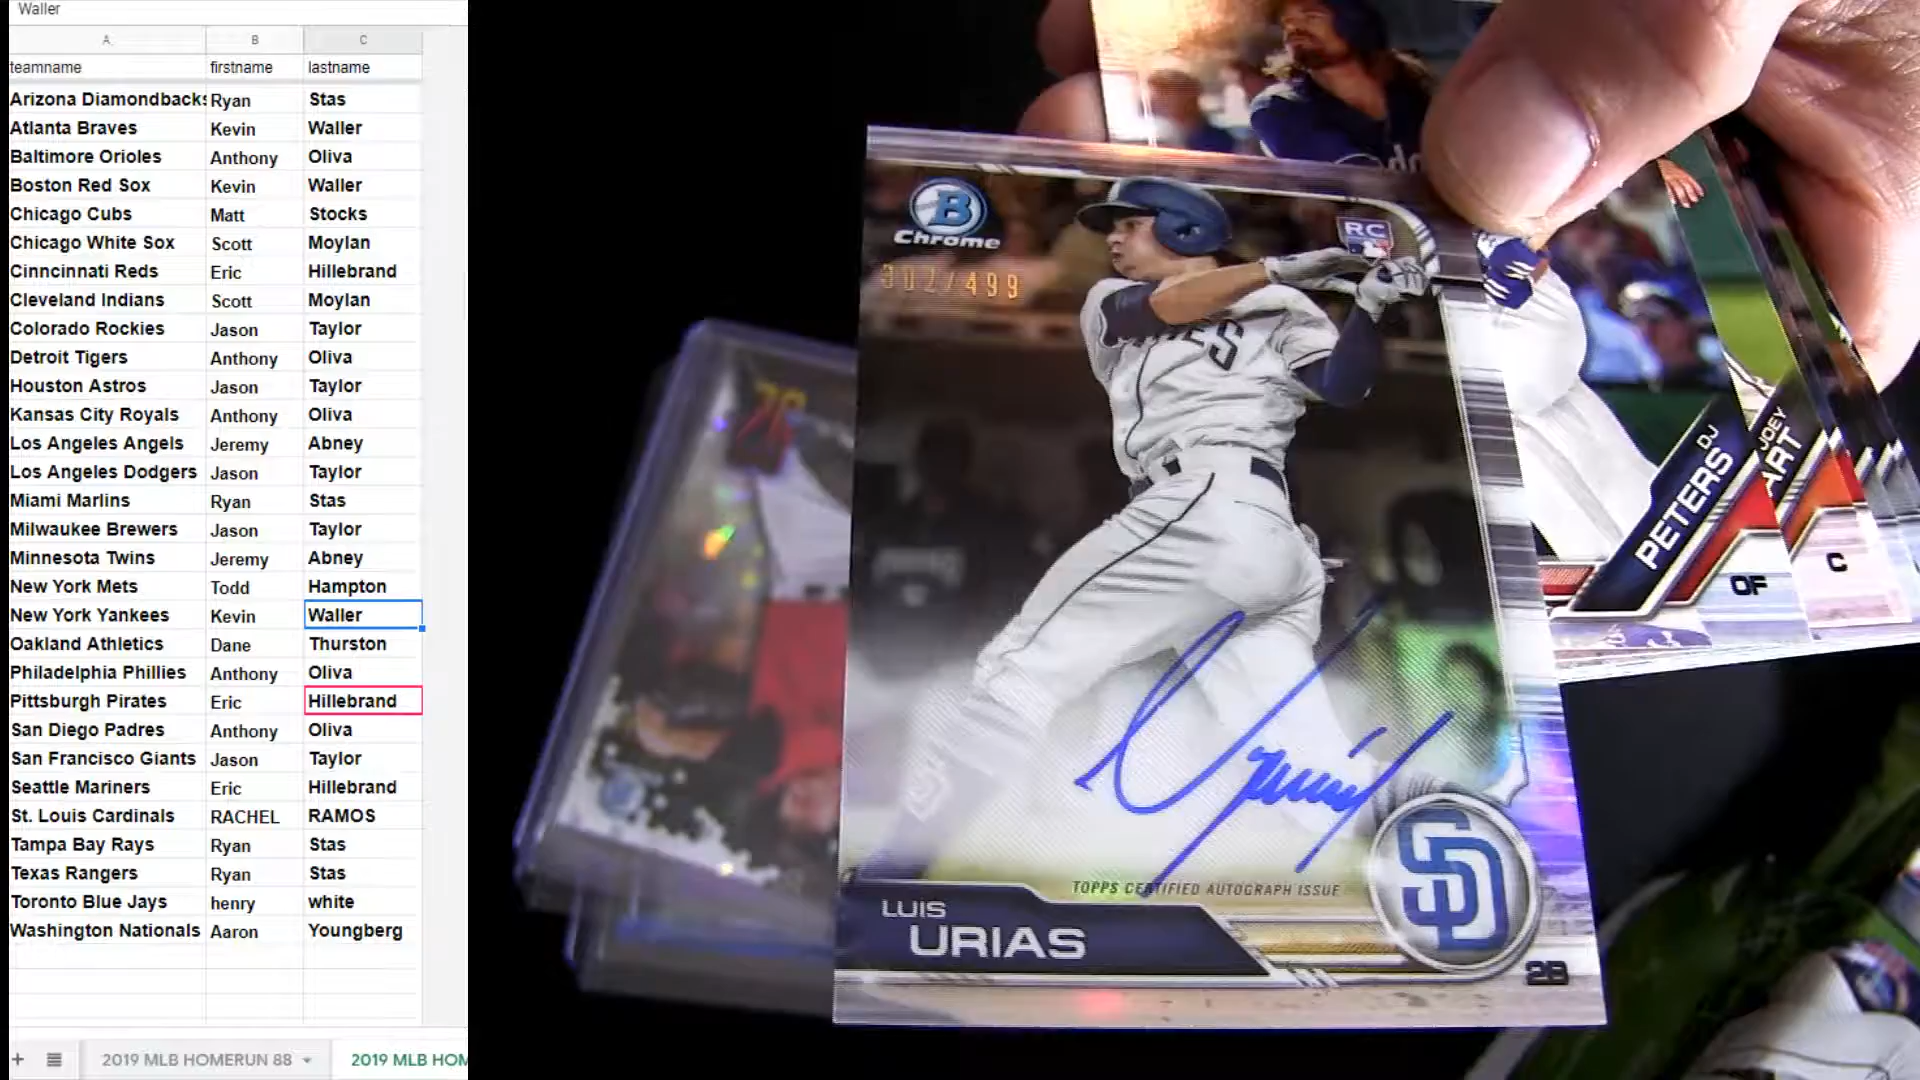 Waller
A B C
teamname firstname lastname
Arizona Diamondbacks Ryan Stas
Atlanta Braves Kevin Waller
Baltimore Orioles Anthony Oliva
Boston Red Sox Kevin Waller
Chicago Cubs Matt Stocks
Chicago White Sox Scott Moylan
Cinncinnati Reds Eric Hillebrand
Cleveland Indians Scott Moylan
Colorado Rockies Jason Taylor
Detroit Tigers Anthony Oliva
Houston Astros Jason Taylor
Kansas City Royals Anthony Oliva
Los Angeles Angels Jeremy Abney
Los Angeles Dodgers Jason Taylor
Miami Marlins Ryan Stas
Milwaukee Brewers Jason Taylor
Minnesota Twins Jeremy Abney
New York Mets Todd Hampton
New York Yankees Kevin Waller
Oakland Athletics Dane Thurston
Philadelphia Phillies Anthony Oliva
Pittsburgh Pirates Eric Hillebrand
San Diego Padres Anthony Oliva
San Francisco Giants Jason Taylor
Seattle Mariners Eric Hillebrand
St. Louis Cardinals RACHEL RAMOS
Tampa Bay Rays Ryan Stas
Texas Rangers Ryan Stas
Toronto Blue Jays henry white
Washington Nationals Aaron Youngberg
+ 2019 MLB HOMERUN 88 2019 MLB HOM
B
Chrome
302/499
RC
TOPPS CERTIFIED AUTOGRAPH ISSUE
LUIS
URIAS
SD
2B
DJ
PETERS
OF
JOEY
ART
C